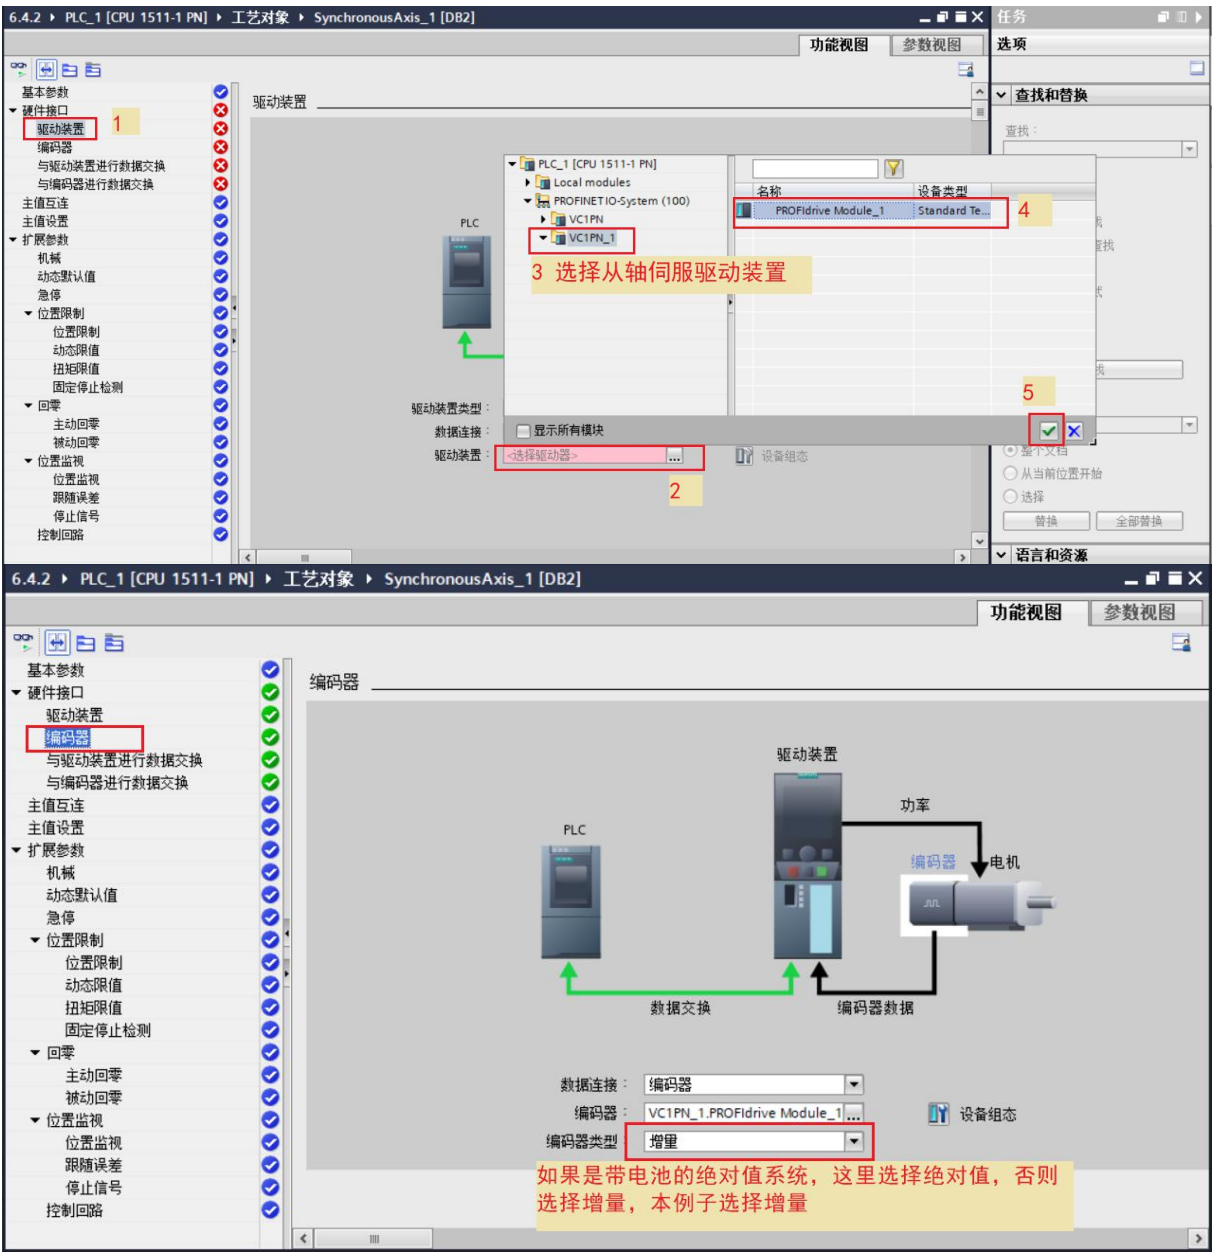 6.4.2 ▸ PLC_1 [CPU 1511-1 PN] ▸ 工艺对象 ▸ SynchronousAxis_1 [DB2]
任务
功能视图
参数视图
选项
基本参数
硬件接口
驱动装置
1
编码器
与驱动装置进行数据交换
与编码器进行数据交换
主值互连
主值设置
扩展参数
机械
动态默认值
急停
位置限制
位置限制
动态限值
扭矩限值
固定停止检测
回零
主动回零
被动回零
位置监视
位置监视
跟随误差
停止信号
控制回路
驱动装置
PLC
PLC_1 [CPU 1511-1 PN]
Local modules
PROFINET IO-System (100)
VC1PN
VC1PN_1
3 选择从轴伺服驱动装置
名称
设备类型
PROFIdrive Module_1
Standard Te...
4
显示所有模块
5
驱动装置类型:
数据连接:
驱动装置:
<选择驱动器>
...
设备组态
2
查找和替换
查找:
整个文档
从当前位置开始
选择
替换
全部替换
语言和资源
6.4.2 ▸ PLC_1 [CPU 1511-1 PN] ▸ 工艺对象 ▸ SynchronousAxis_1 [DB2]
功能视图
参数视图
基本参数
硬件接口
驱动装置
编码器
与驱动装置进行数据交换
与编码器进行数据交换
主值互连
主值设置
扩展参数
机械
动态默认值
急停
位置限制
位置限制
动态限值
扭矩限值
固定停止检测
回零
主动回零
被动回零
位置监视
位置监视
跟随误差
停止信号
控制回路
编码器
驱动装置
功率
PLC
编码器
电机
数据交换
编码器数据
数据连接:
编码器
编码器:
VC1PN_1.PROFIdrive Module_1
...
设备组态
编码器类型:
增里
如果是带电池的绝对值系统，这里选择绝对值，否则
选择增量，本例子选择增量